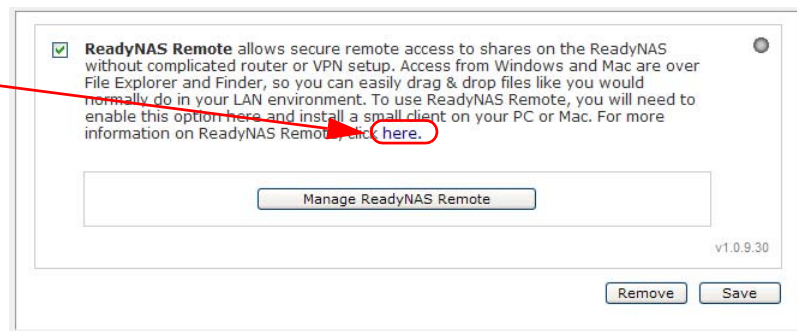 ReadyNAS Remote allows secure remote access to shares on the ReadyNAS
without complicated router or VPN setup. Access from Windows and Mac are over
File Explorer and Finder, so you can easily drag & drop files like you would
normally do in your LAN environment. To use ReadyNAS Remote, you will need to
enable this option here and install a small client on your PC or Mac. For more
information on ReadyNAS Remote, click here.
Manage ReadyNAS Remote
v1.0.9.30
Remove Save